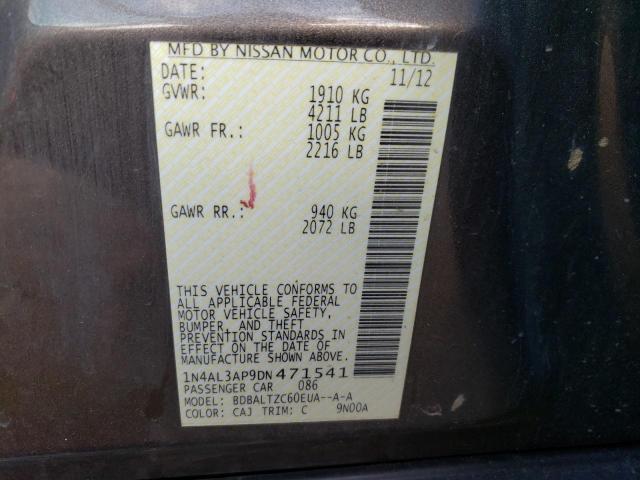 MFD BY NISSAN MOTOR CO., LTD.
DATE: 11/12
GVWR: 1910 KG
4211 LB
GAWR FR.: 1005 KG
2216 LB
GAWR RR.: 940 KG
2072 LB
THIS VEHICLE CONFORMS TO
ALL APPLICABLE FEDERAL
MOTOR VEHICLE SAFETY,
BUMPER, AND THEFT
PREVENTION STANDARDS IN
EFFECT ON THE DATE OF
MANUFACTURE SHOWN ABOVE.
1N4AL3AP9DN471541
PASSENGER CAR 086
MODEL: BDBALTZC60EUA--A-A
COLOR: CAJ TRIM: C 9N00A